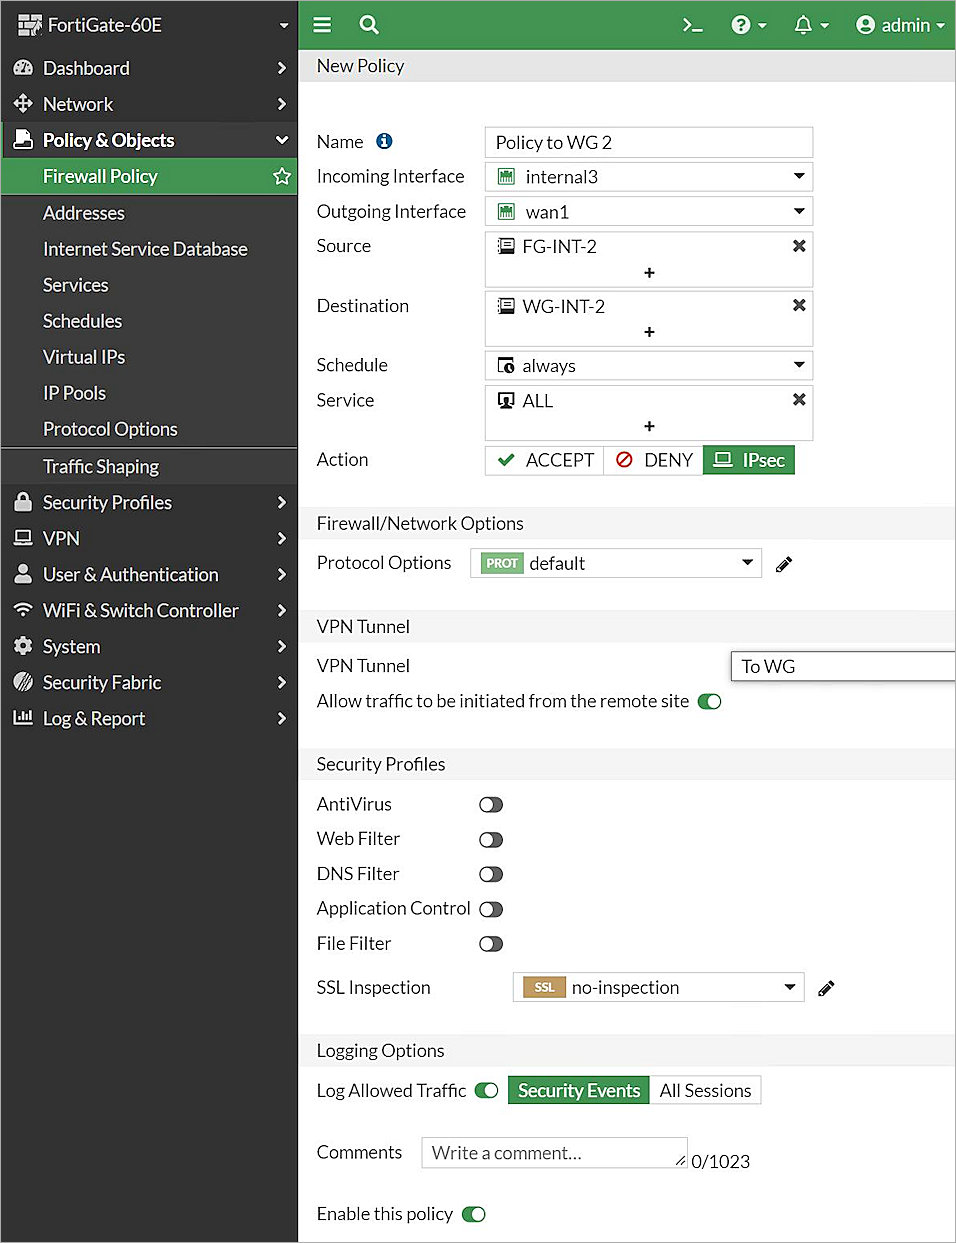 FortiGate-60E
admin
Dashboard
Network
Policy & Objects
Firewall Policy
Addresses
Internet Service Database
Services
Schedules
Virtual IPs
IP Pools
Protocol Options
Traffic Shaping
Security Profiles
VPN
User & Authentication
WiFi & Switch Controller
System
Security Fabric
Log & Report
New Policy
Name Policy to WG 2
Incoming Interface internal3
Outgoing Interface wan1
Source FG-INT-2
+
Destination WG-INT-2
+
Schedule always
Service ALL
+
Action ACCEPT DENY IPsec
Firewall/Network Options
Protocol Options PROT default
VPN Tunnel
VPN Tunnel To WG
Allow traffic to be initiated from the remote site
Security Profiles
AntiVirus
Web Filter
DNS Filter
Application Control
File Filter
SSL Inspection SSL no-inspection
Logging Options
Log Allowed Traffic Security Events All Sessions
Comments Write a comment... 0/1023
Enable this policy